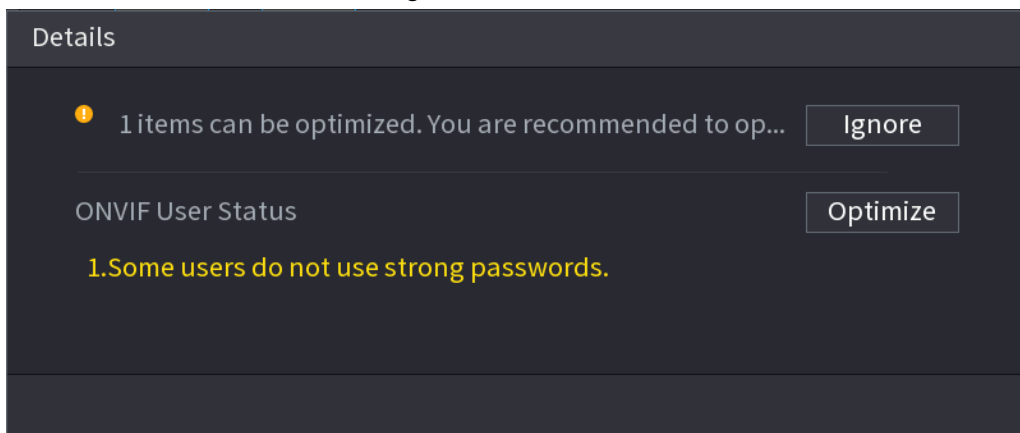 Details
1 items can be optimized. You are recommended to op... Ignore
ONVIF User Status Optimize
1.Some users do not use strong passwords.